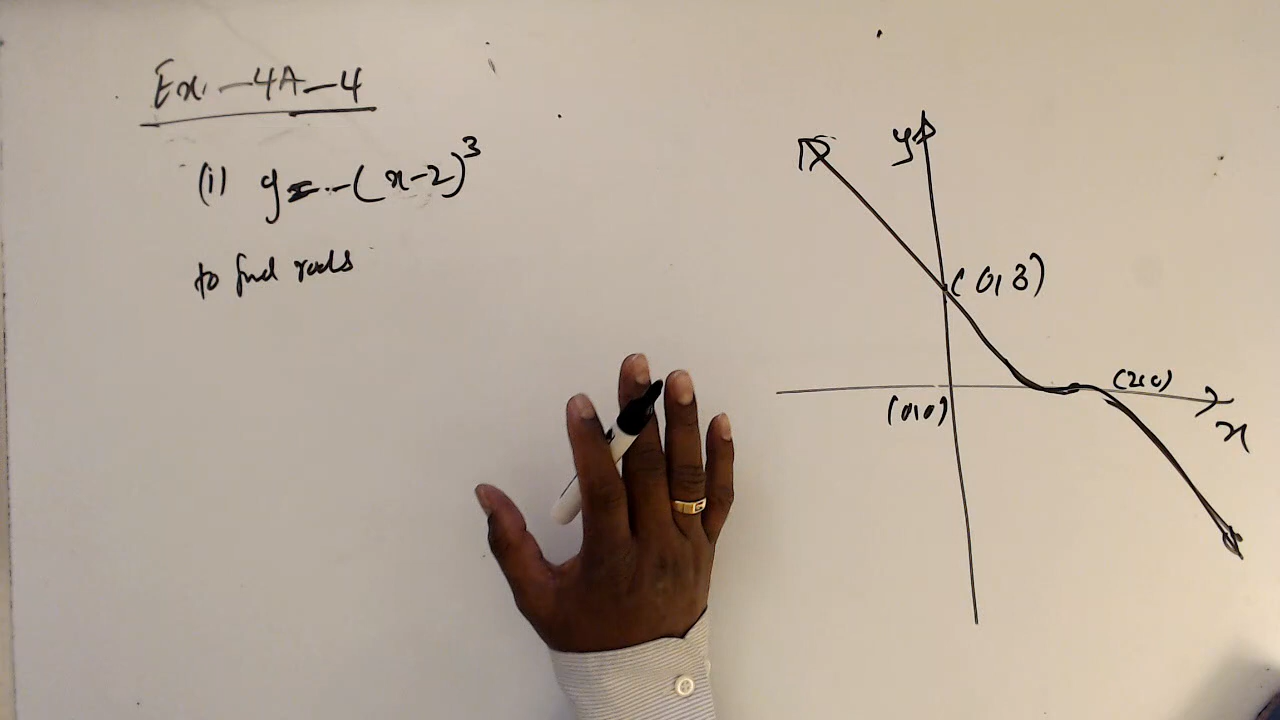 Ex. - 4A - 4
(i) y = -(x-2)³
to find roots
y
(0,8)
(2,0)
(0,0)
x